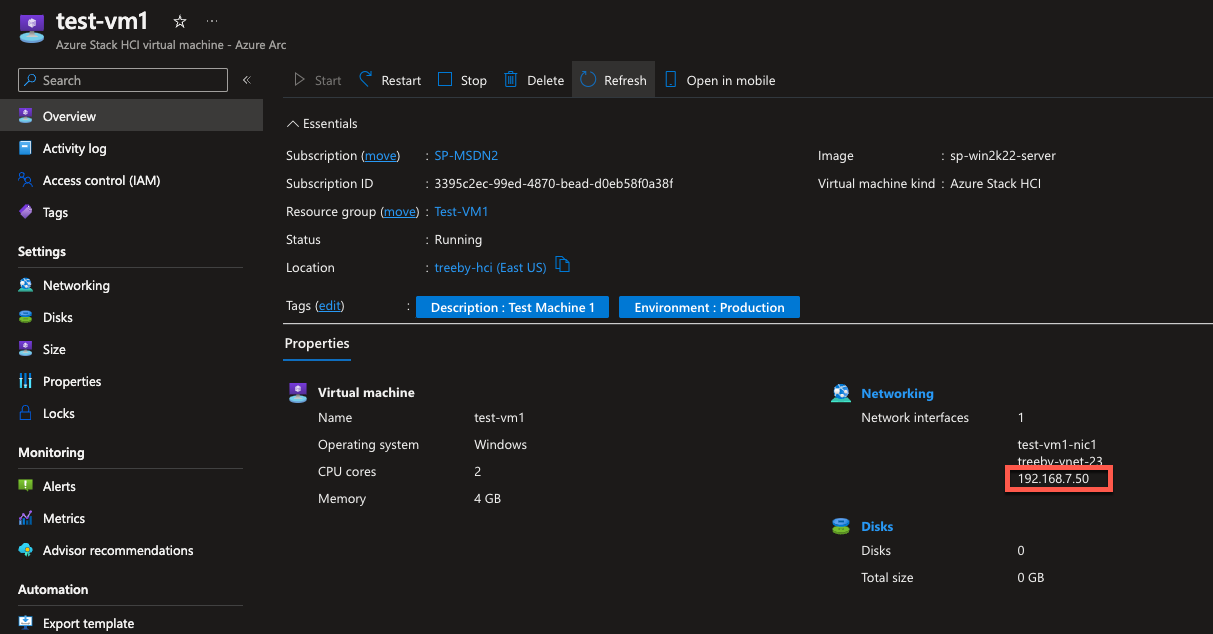 test-vm1
Azure Stack HCI virtual machine - Azure Arc
Search
«
Start
Restart
Stop
Delete
Refresh
Open in mobile
Overview
Activity log
Access control (IAM)
Tags
Settings
Networking
Disks
Size
Properties
Locks
Monitoring
Alerts
Metrics
Advisor recommendations
Automation
Export template
Essentials
Subscription (move) : SP-MSDN2
Subscription ID : 3395c2ec-99ed-4870-bead-d0eb58f0a38f
Resource group (move) : Test-VM1
Status : Running
Location : treeby-hci (East US)
Image : sp-win2k22-server
Virtual machine kind : Azure Stack HCI
Tags (edit) : Description : Test Machine 1 Environment : Production
Properties
Virtual machine
Name test-vm1
Operating system Windows
CPU cores 2
Memory 4 GB
Networking
Network interfaces 1
test-vm1-nic1
treeby-vnet-23
192.168.7.50
Disks
Disks 0
Total size 0 GB